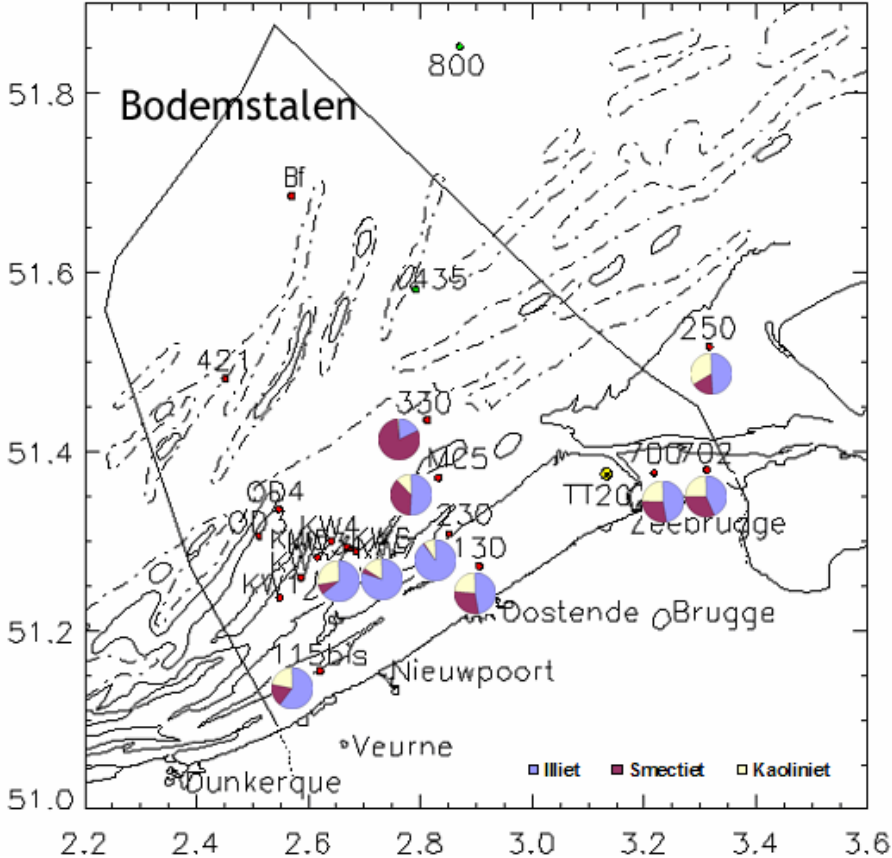 800
51.8
Bodemstalen
Bf
51.6
435
250
421
330
51.4
MC5
700
702
OD4
TT20
Zeebrugge
230
KW4
130
KW1
51.2
Oostende
Brugge
115bis
Nieuwpoort
Veurne
Illiet
Smectiet
Kaoliniet
Dunkerque
51.0
2.2
2.4
2.6
2.8
3.0
3.2
3.4
3.6